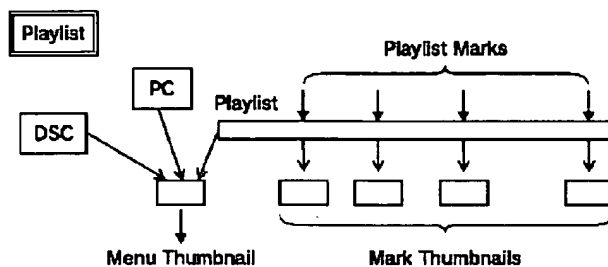 Playlist
Playlist Marks
PC
Playlist
DSC
Menu Thumbnail
Mark Thumbnails